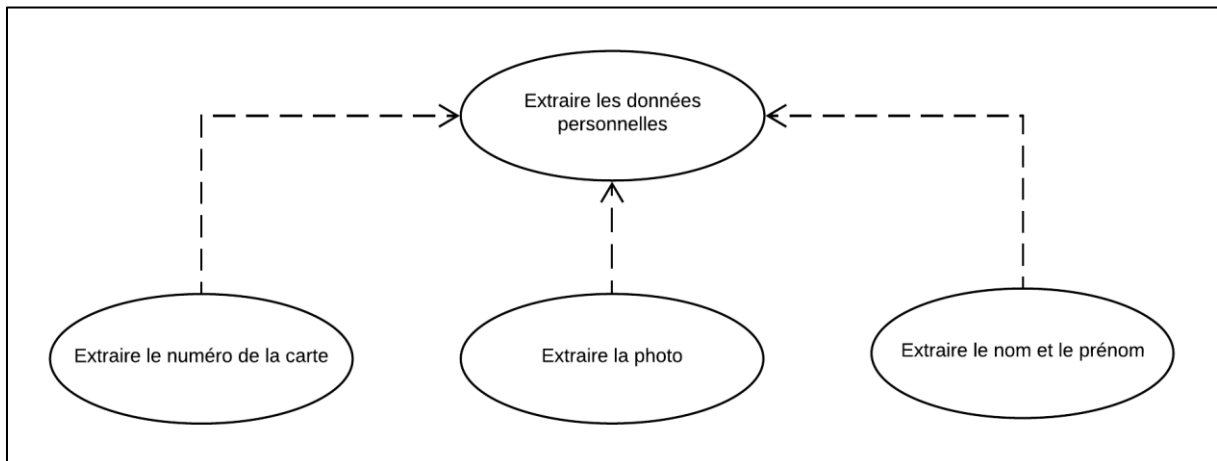 Extraire les données
personnelles
Extraire le numéro de la carte
Extraire la photo
Extraire le nom et le prénom